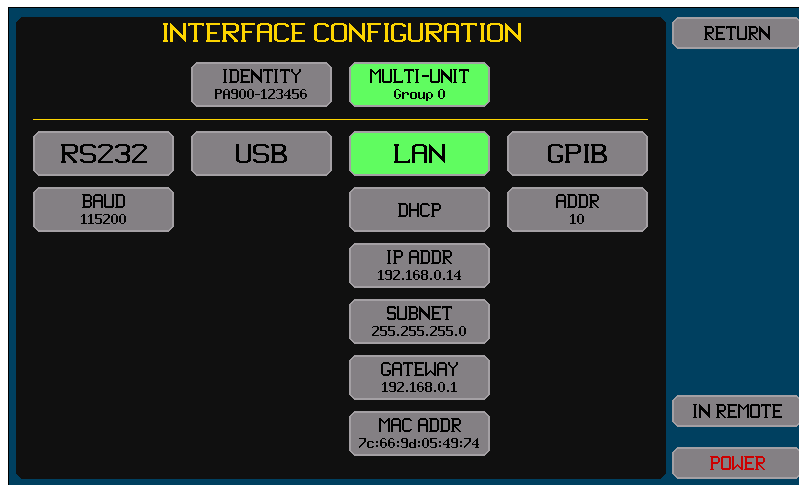 INTERFACE CONFIGURATION
RETURN
IDENTITY
PA900-123456
MULTI-UNIT
Group 0
RS232
USB
LAN
GPIB
BAUD
115200
DHCP
ADDR
10
IP ADDR
192.168.0.14
SUBNET
255.255.255.0
GATEWAY
192.168.0.1
MAC ADDR
7c:66:9d:05:49:74
IN REMOTE
POWER